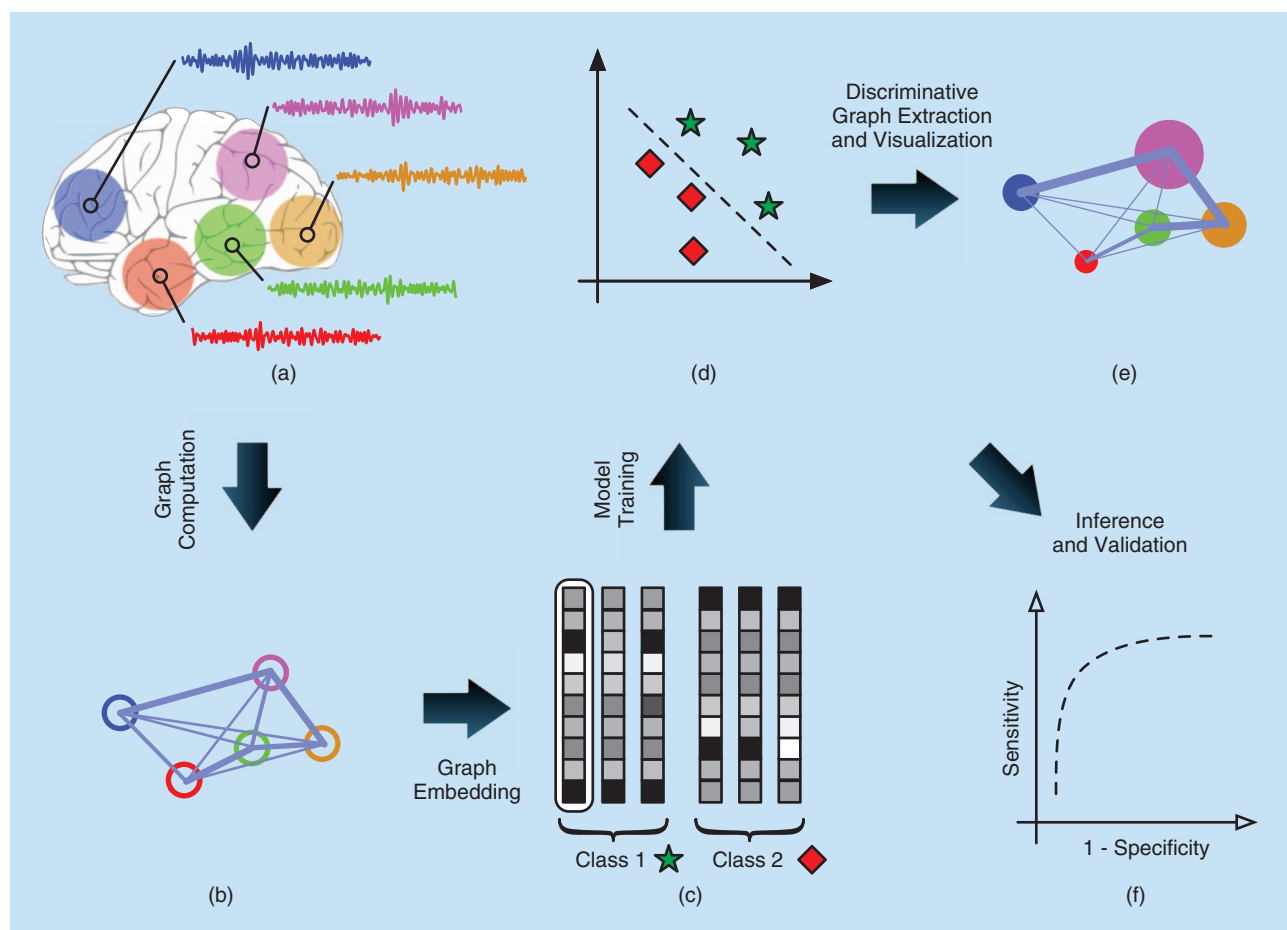 Discriminative
Graph Extraction
and Visualization
(a)
(d)
(e)
Graph
Computation
Model
Training
Inference
and Validation
Graph
Embedding
Sensitivity
1 - Specificity
Class 1
Class 2
(b)
(c)
(f)